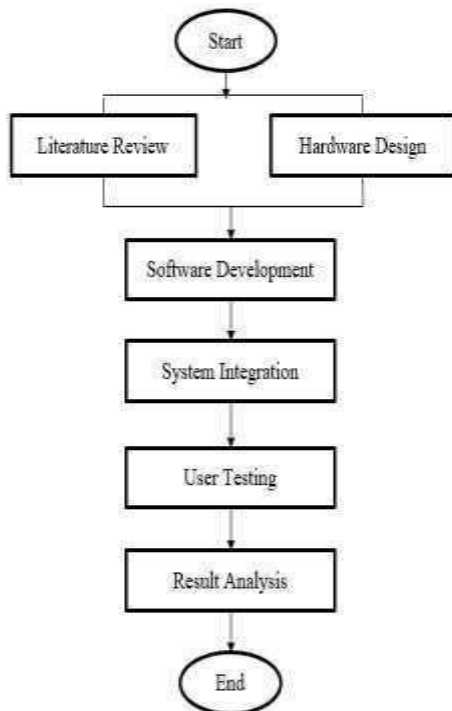 Start
Literature Review
Hardware Design
Software Development
System Integration
User Testing
Result Analysis
End